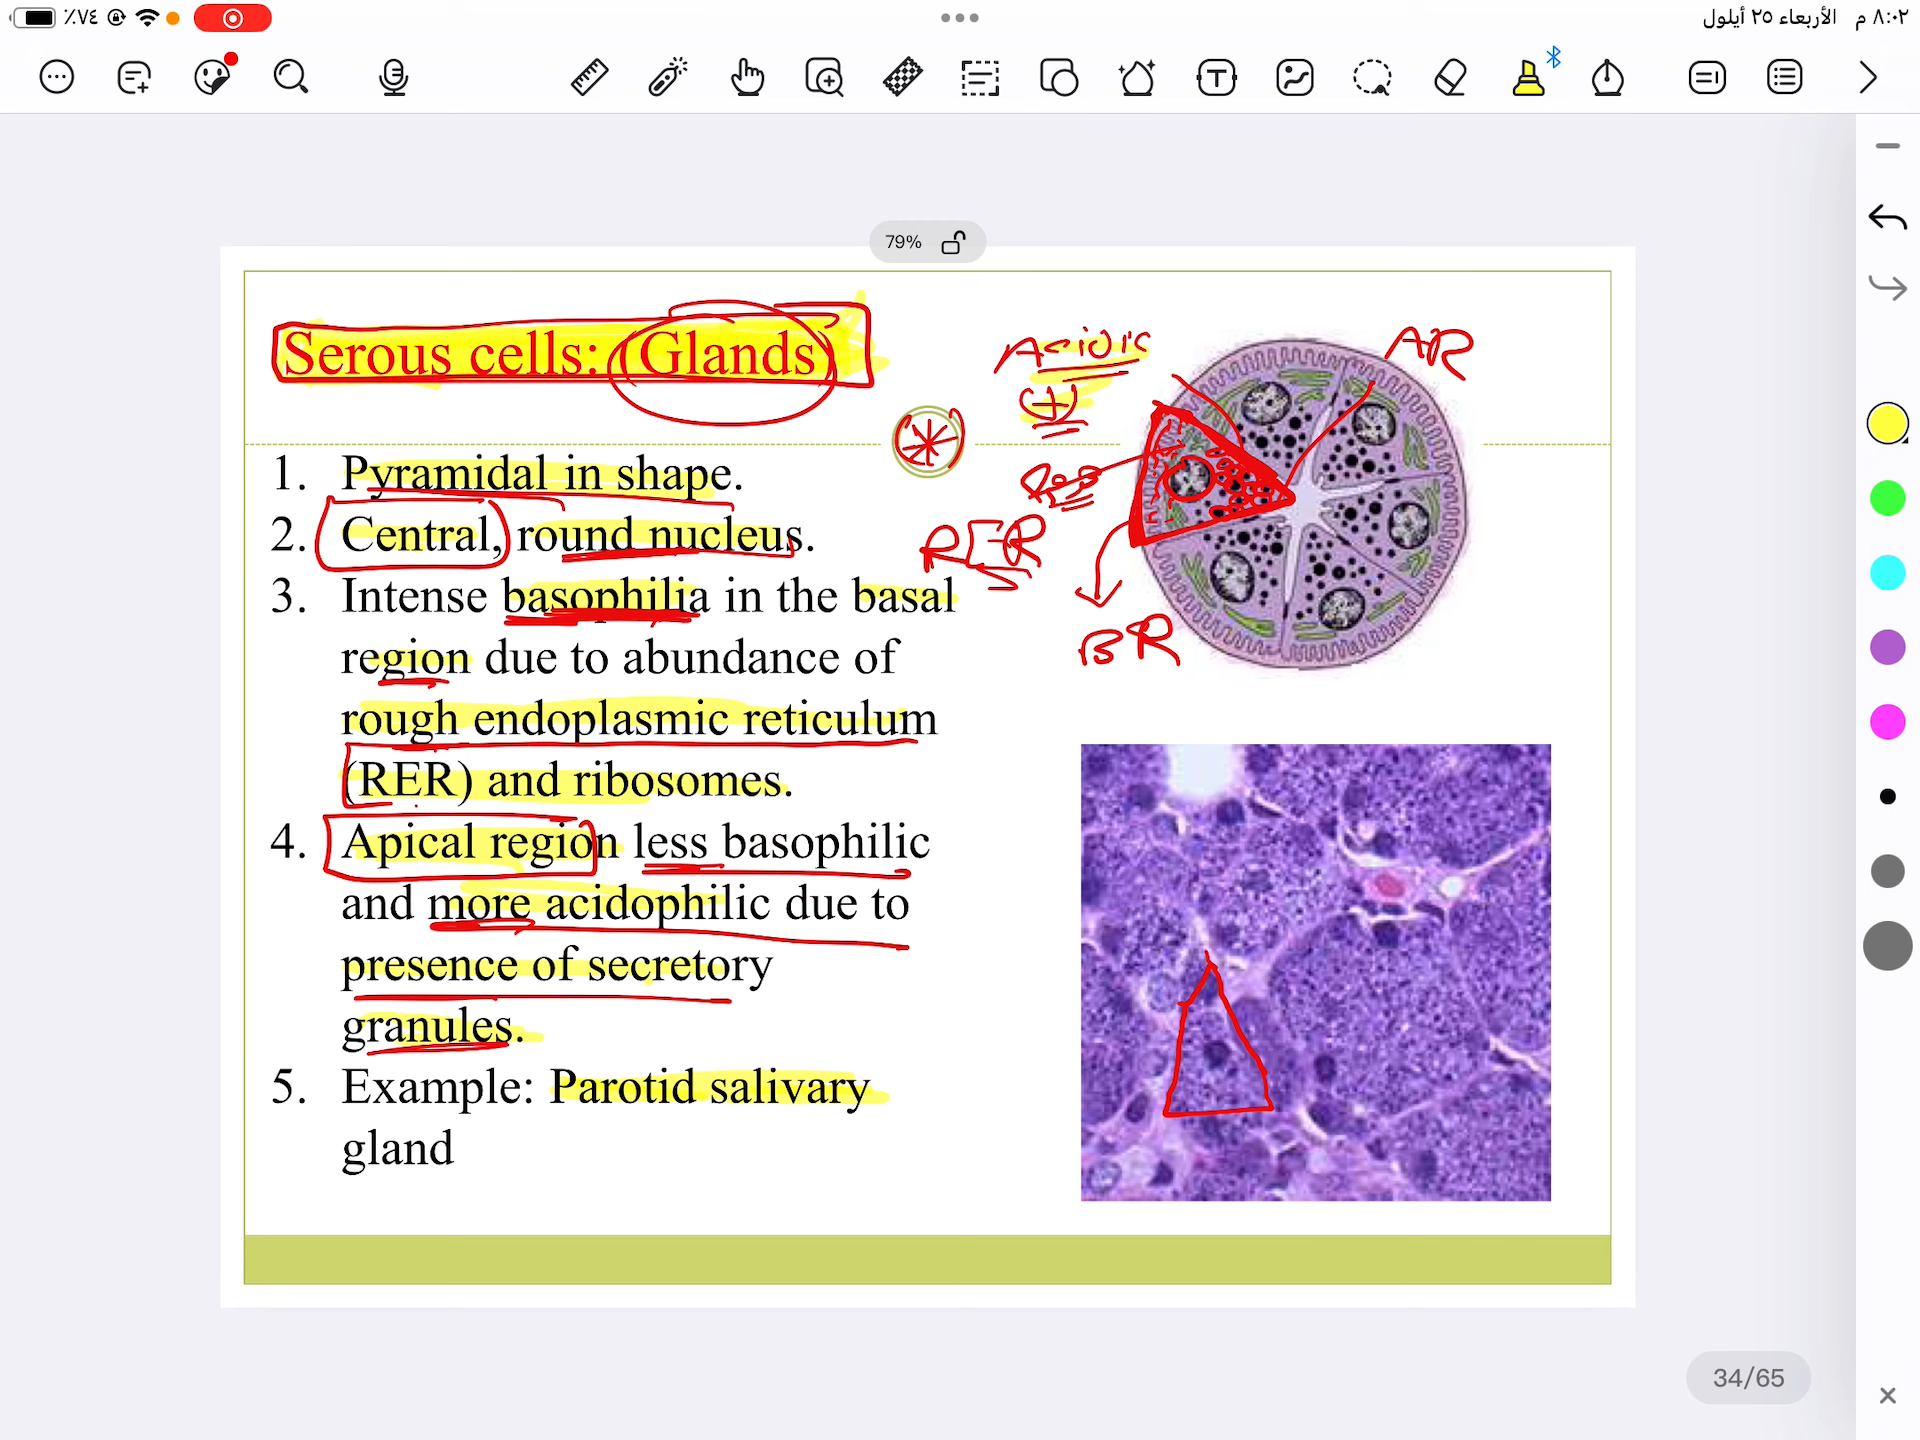 ٪٧٤
٨:٠٢ م الأربعاء ٢٥ أيلول
79%
Serous cells: (Glands)
1. Pyramidal in shape.
2. Central, round nucleus.
3. Intense basophilia in the basal
region due to abundance of
rough endoplasmic reticulum
(RER) and ribosomes.
4. Apical region less basophilic
and more acidophilic due to
presence of secretory
granules.
5. Example: Parotid salivary
gland
Acidic
(+)
AR
RER
BR
34/65